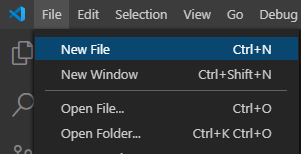 File Edit Selection View Go Debug
New File Ctrl+N
New Window Ctrl+Shift+N
Open File... Ctrl+O
Open Folder... Ctrl+K Ctrl+O